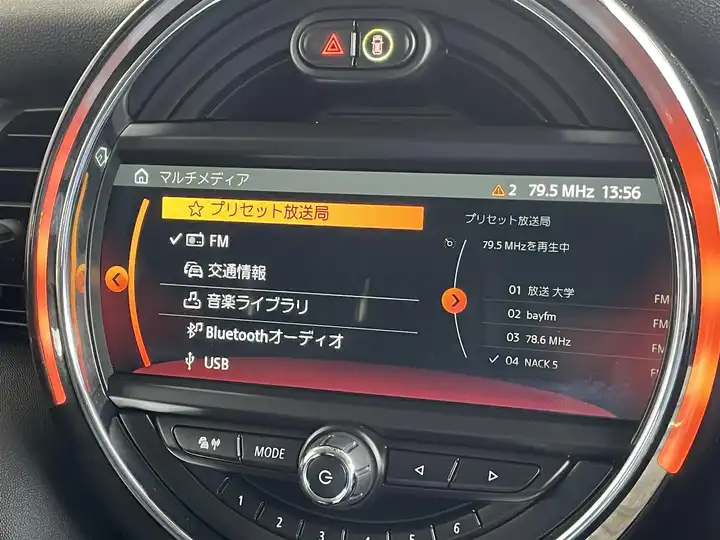 マルチメディア
2 79.5 MHz 13:56
プリセット放送局
FM
交通情報
音楽ライブラリ
Bluetoothオーディオ
USB
プリセット放送局
79.5 MHzを再生中
01 放送 大学 FM
02 bayfm FM
03 78.6 MHz FM
04 NACK 5 FM
MODE
1 2 3 4 5 6